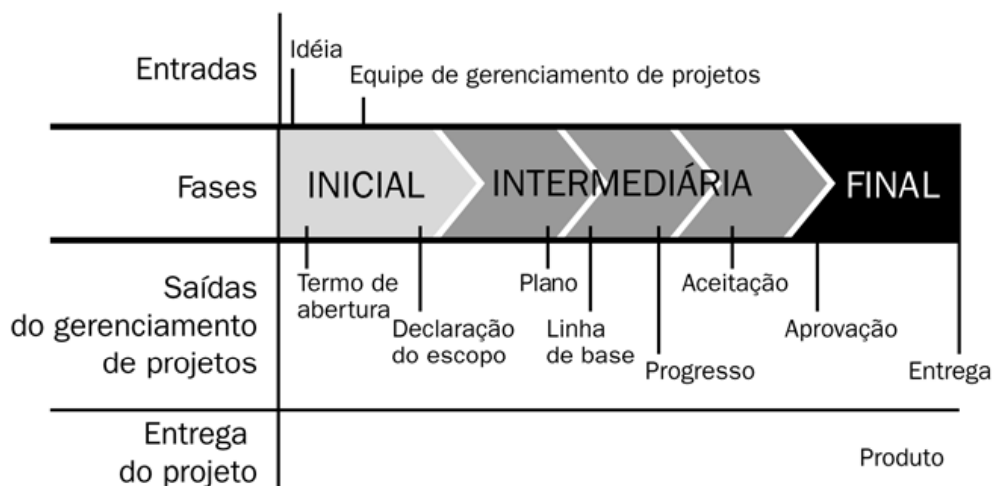 Entradas
Idéia
Equipe de gerenciamento de projetos
Fases
INICIAL
INTERMEDIÁRIA
FINAL
Saídas
do gerenciamento
de projetos
Termo de
abertura
Declaração
do escopo
Plano
Linha
de base
Progresso
Aceitação
Aprovação
Entrega
Entrega
do projeto
Produto